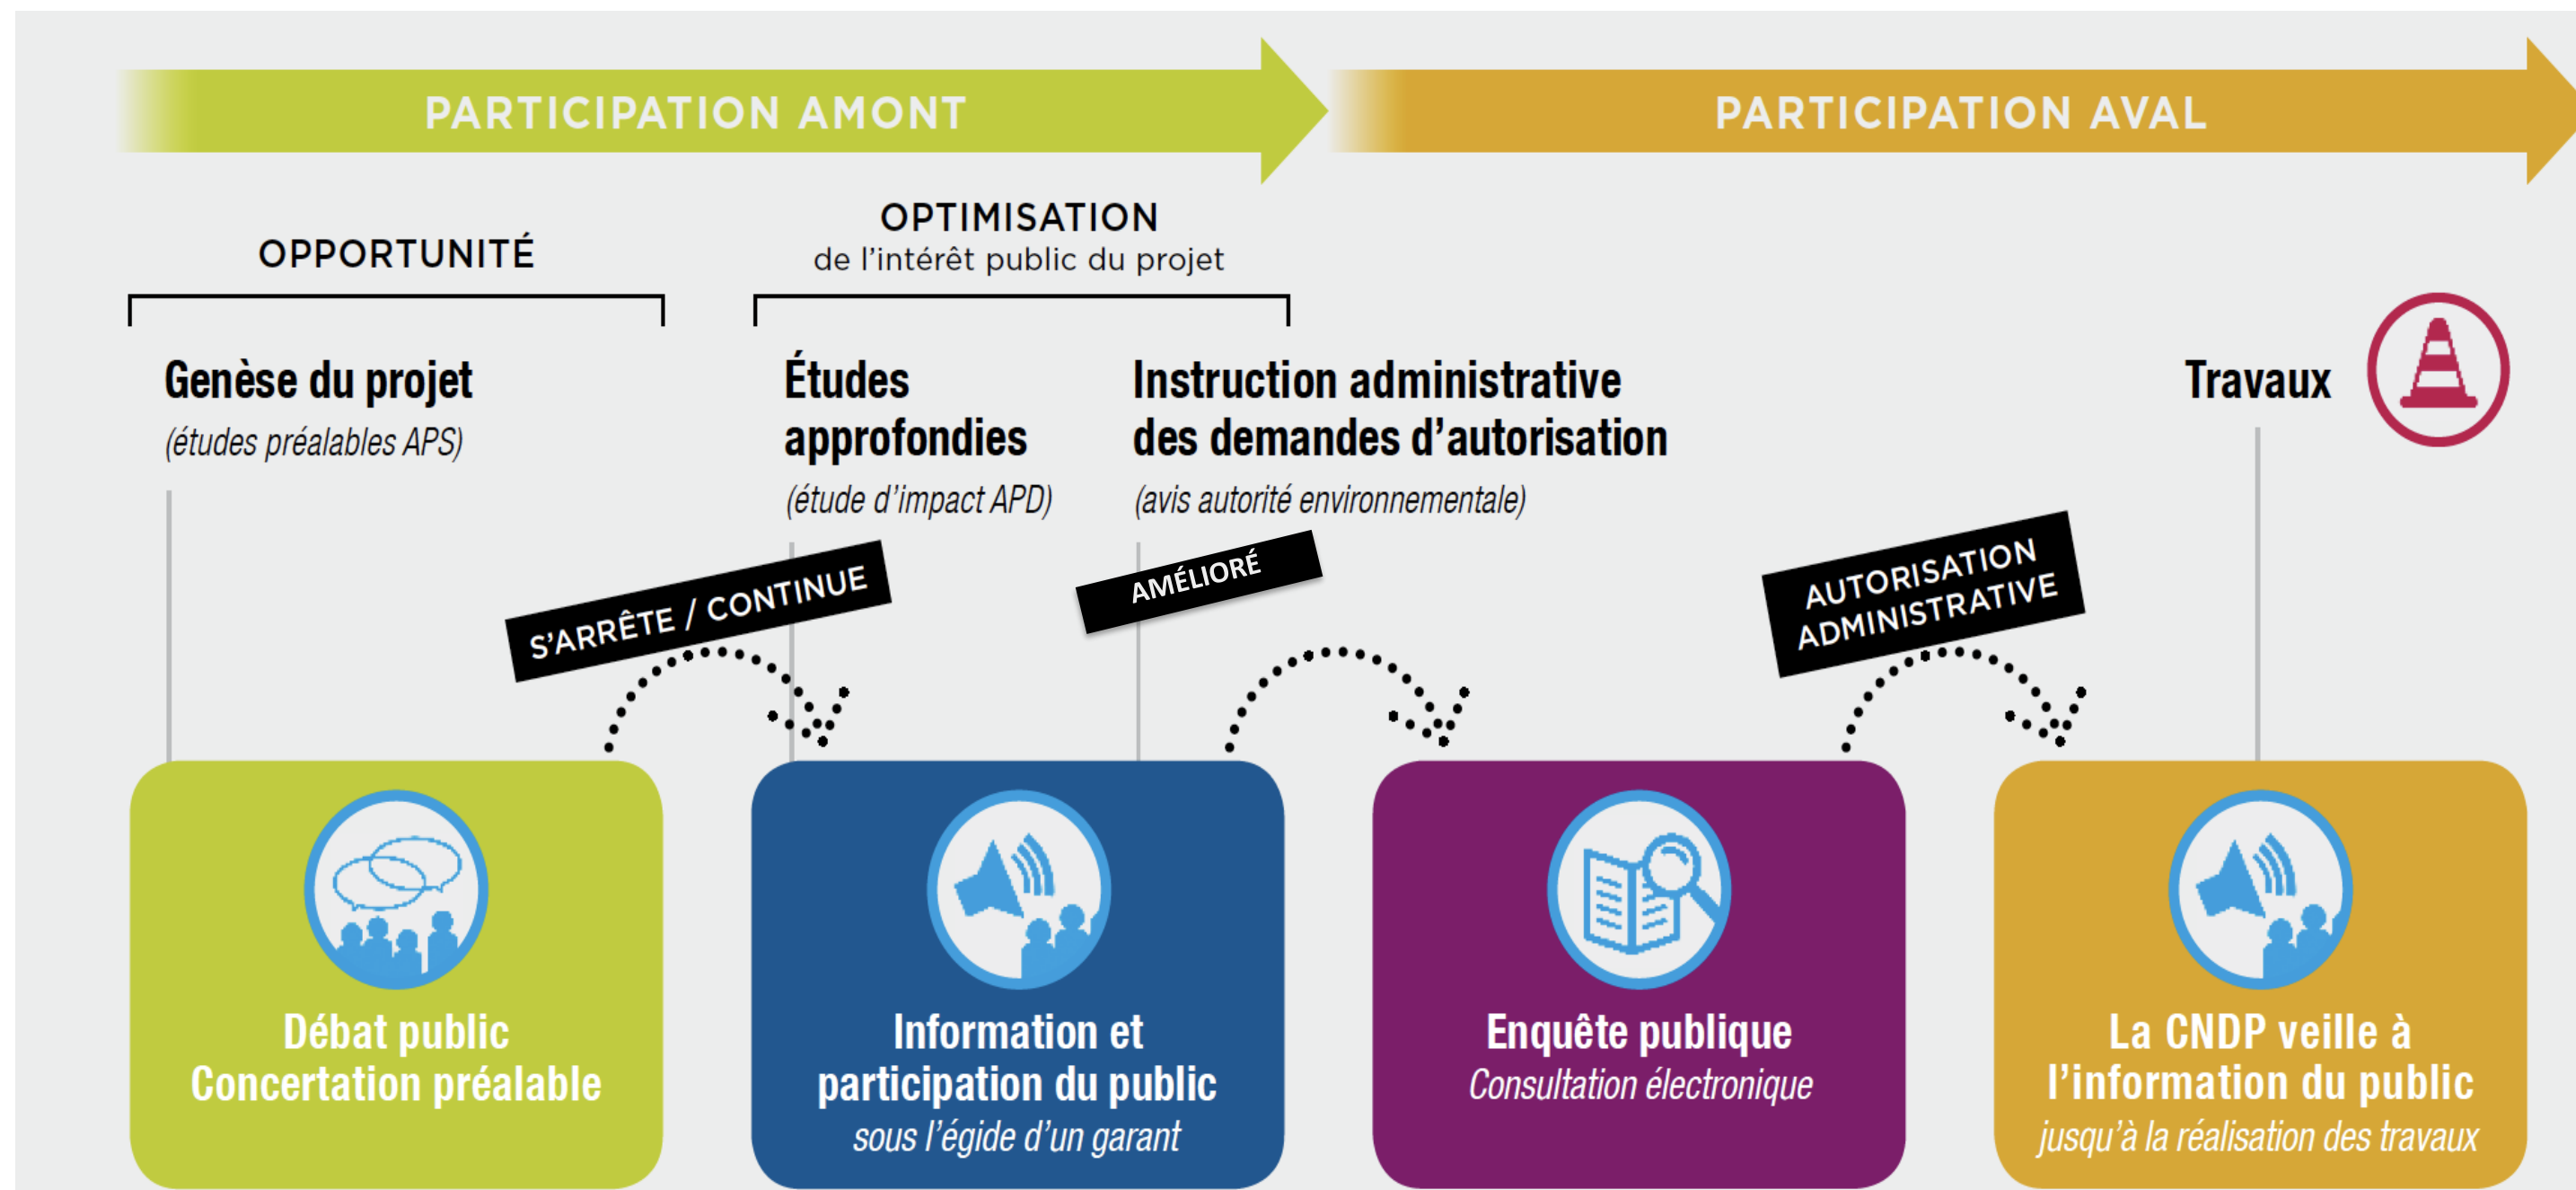 PARTICIPATION AMONT
PARTICIPATION AVAL
OPPORTUNITÉ
OPTIMISATION
de l'intérêt public du projet
Genèse du projet
(études préalables APS)
Études
approfondies
(étude d'impact APD)
Instruction administrative
des demandes d'autorisation
(avis autorité environnementale)
Travaux
S'ARRÊTE / CONTINUE
AMÉLIORÉ
AUTORISATION
ADMINISTRATIVE
Débat public
Concertation préalable
Information et
participation du public
sous l'égide d'un garant
Enquête publique
Consultation électronique
La CNDP veille à
l'information du public
jusqu'à la réalisation des travaux